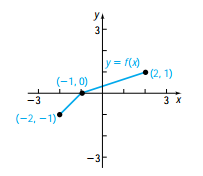 y
3
y = f(x)
(−1, 0)
(2, 1)
−3
3
x
(−2, −1)
−3